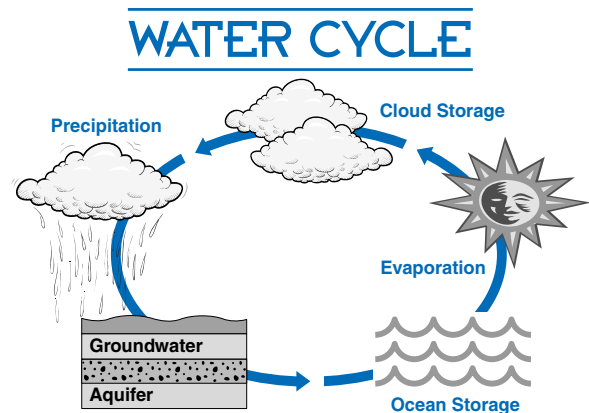 WATER CYCLE
Cloud Storage
Precipitation
Evaporation
Groundwater
Aquifer
Ocean Storage